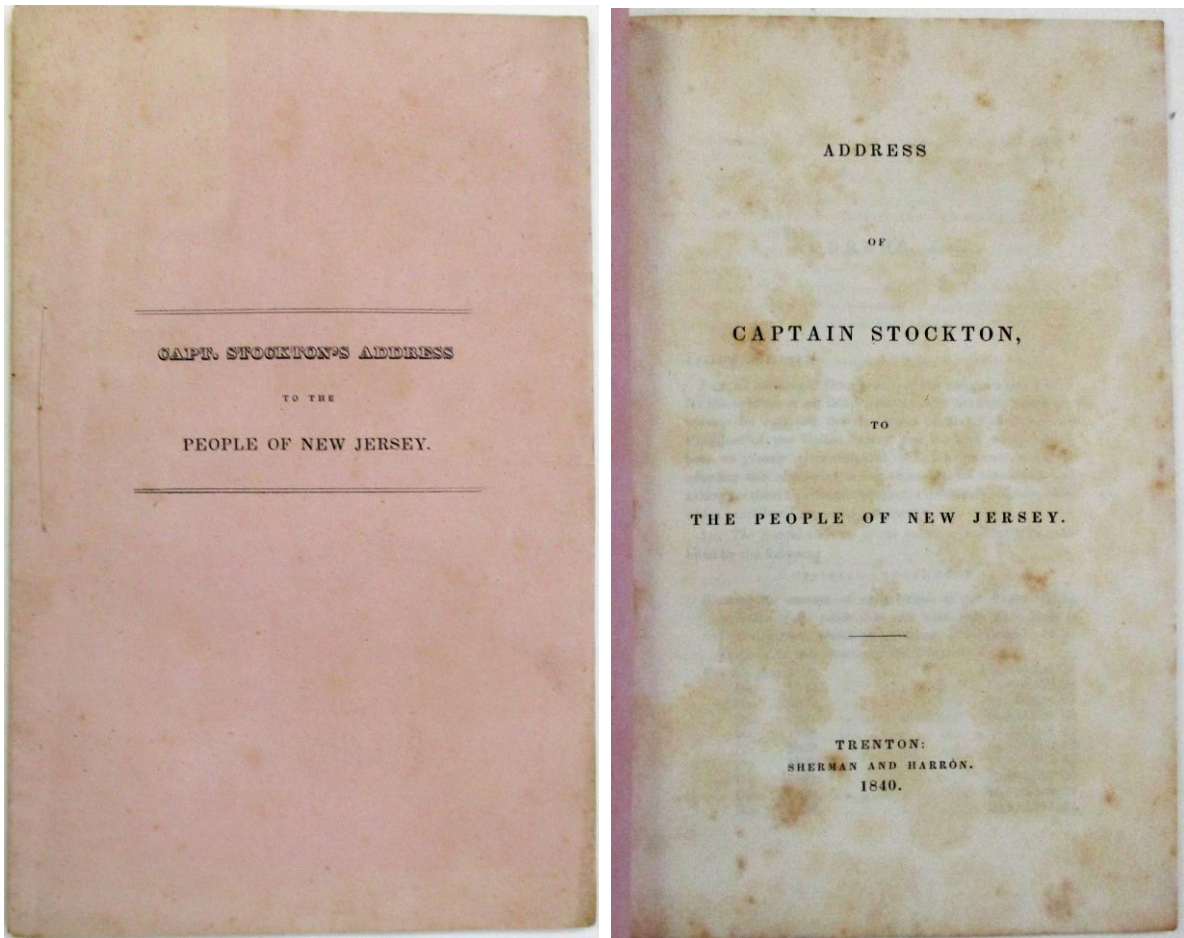 CAPT. STOCKTON'S ADDRESS
TO THE
PEOPLE OF NEW JERSEY.
ADDRESS
OF
CAPTAIN STOCKTON,
TO
THE PEOPLE OF NEW JERSEY.
TRENTON:
SHERMAN AND HARRON.
1840.